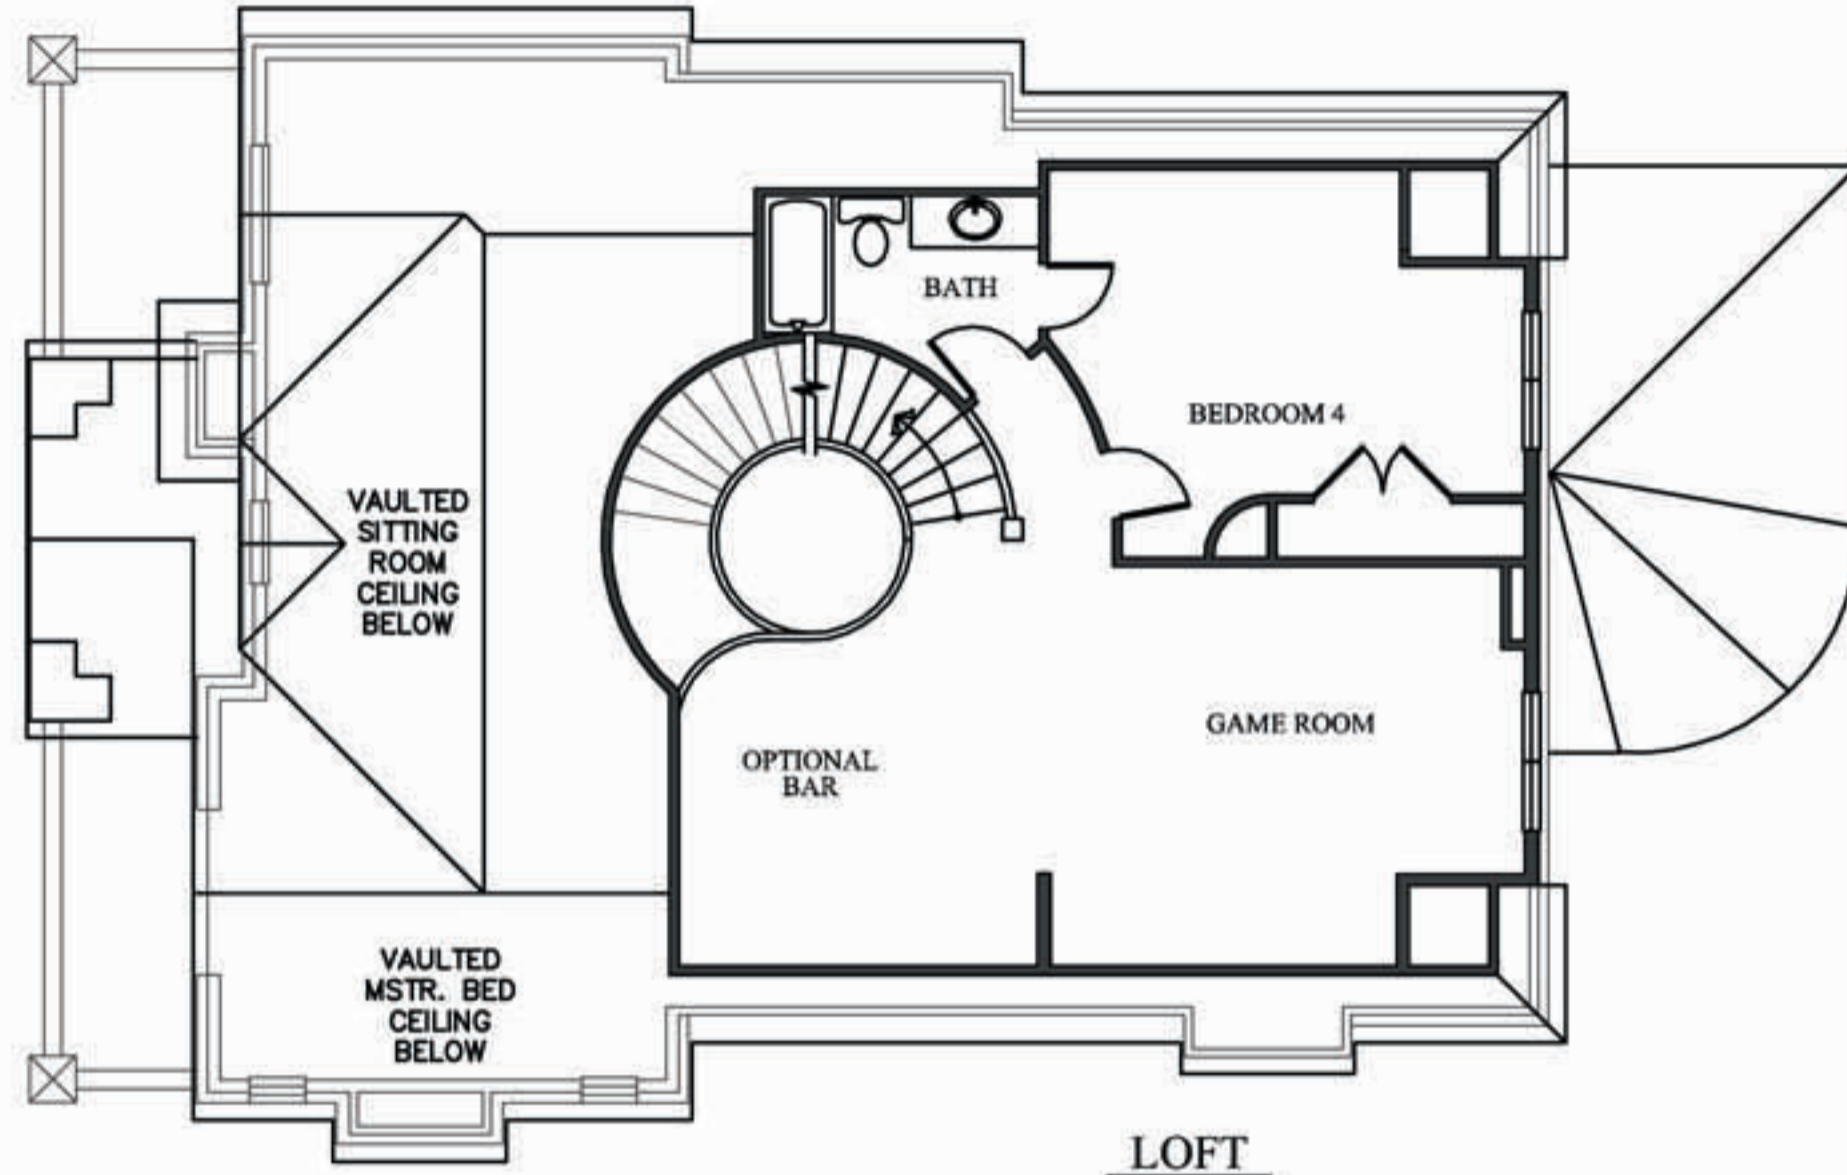 BATH
BEDROOM 4
VAULTED
SITTING
ROOM
CEILING
BELOW
GAME ROOM
OPTIONAL
BAR
VAULTED
MSTR. BED
CEILING
BELOW
LOFT